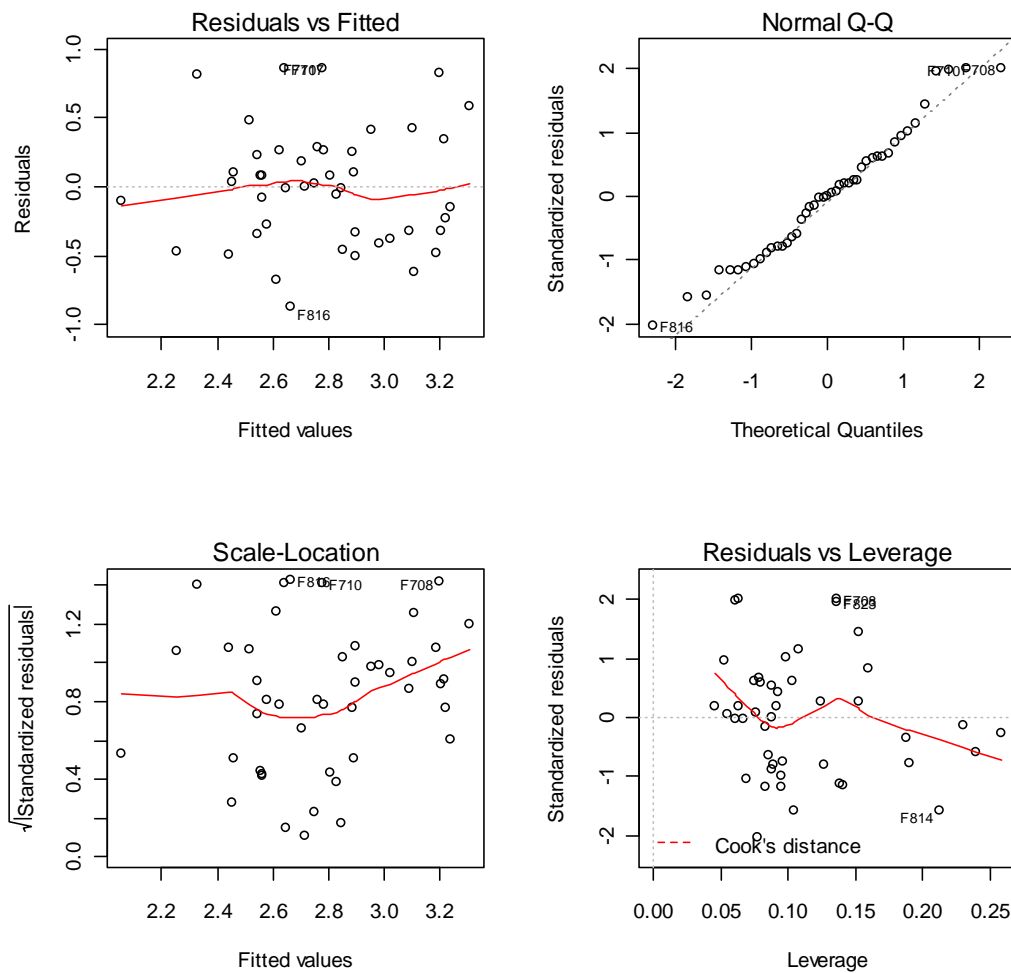 Residuals vs Fitted
Residuals
1.0
0.5
0.0
-0.5
-1.0
F710
F816
2.2 2.4 2.6 2.8 3.0 3.2
Fitted values
Normal Q-Q
Standardized residuals
2
1
0
-1
-2
F710 F708
F816
-2 -1 0 1 2
Theoretical Quantiles
Scale-Location
√|Standardized residuals|
1.2
0.8
0.4
0.0
F816 F710 F708
2.2 2.4 2.6 2.8 3.0 3.2
Fitted values
Residuals vs Leverage
Standardized residuals
2
1
0
-1
-2
F708
F814
Cook's distance
0.00 0.05 0.10 0.15 0.20 0.25
Leverage